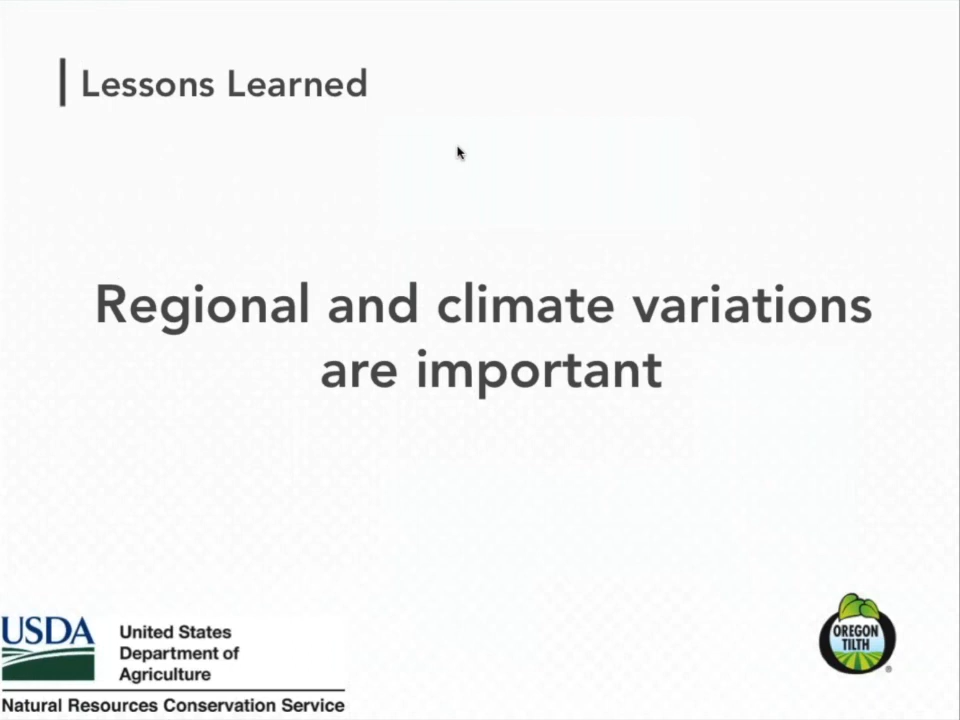 Lessons Learned
Regional and climate variations
are important
USDA
United States
Department of
Agriculture
Natural Resources Conservation Service
OREGON
TILTH
®